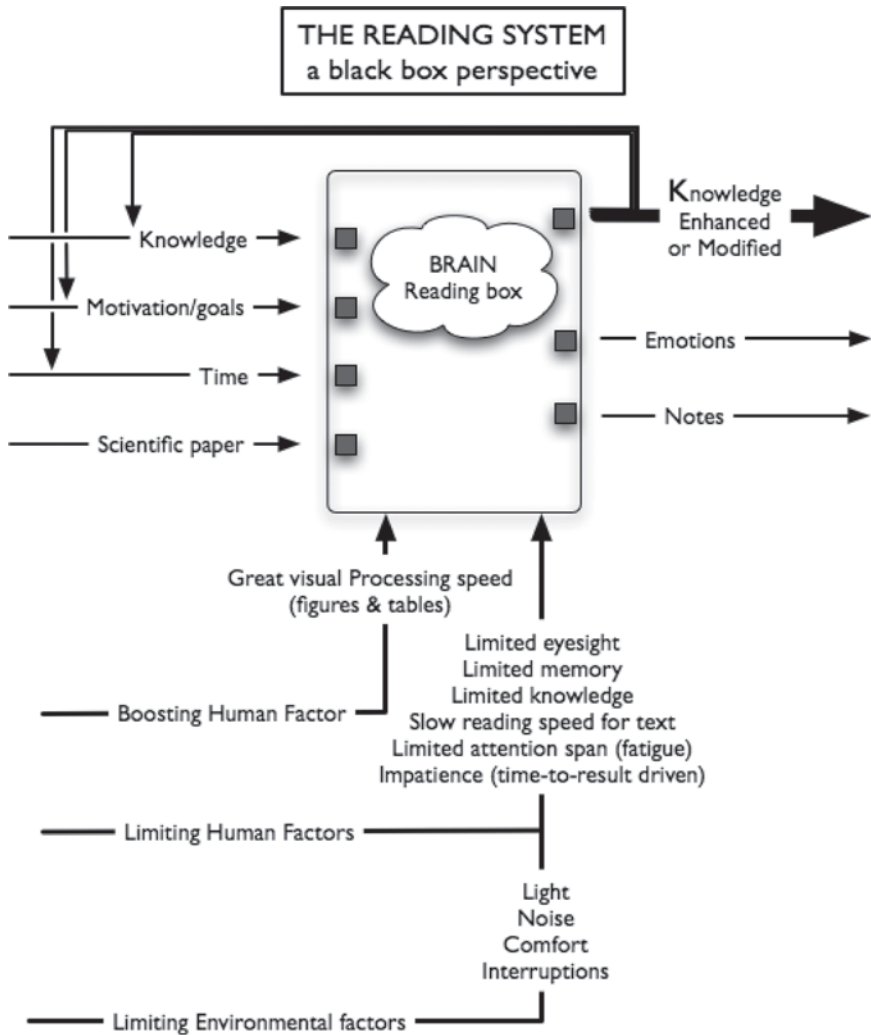 THE READING SYSTEM
a black box perspective
Knowledge
Motivation/goals
Time
Scientific paper
BRAIN
Reading box
Knowledge
Enhanced
or Modified
Emotions
Notes
Great visual Processing speed
(figures & tables)
Boosting Human Factor
Limited eyesight
Limited memory
Limited knowledge
Slow reading speed for text
Limited attention span (fatigue)
Impatience (time-to-result driven)
Limiting Human Factors
Light
Noise
Comfort
Interruptions
Limiting Environmental factors